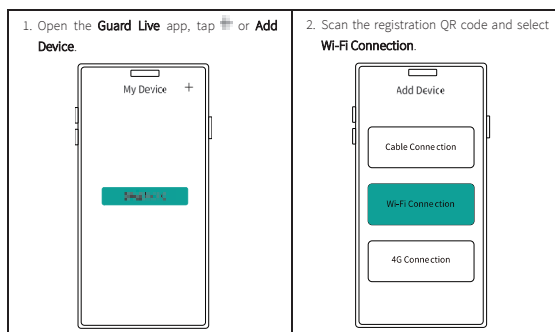 1. Open the Guard Live app, tap or Add
Device.
My Device +
2. Scan the registration QR code and select
Wi-Fi Connection.
Add Device
Cable Connection
Wi-Fi Connection
4G Connection